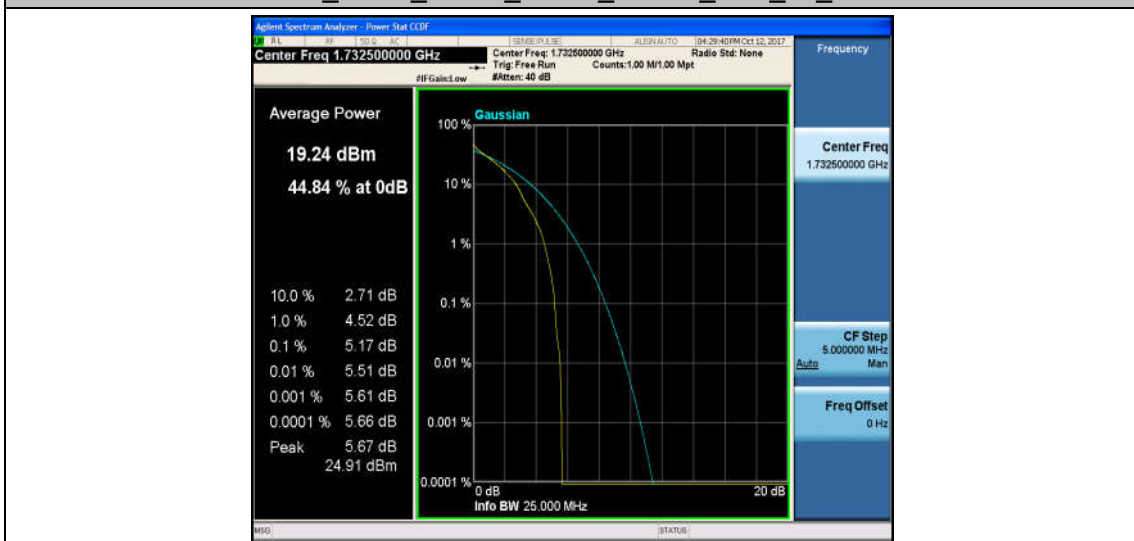 Agilent Spectrum Analyzer - Power Stat CCDF
RL RF 50 Ω AC SENSE:PULSE ALIGN AUTO 04:29:40 PM Oct 12, 2017
Center Freq 1.732500000 GHz
Center Freq: 1.732500000 GHz Radio Std: None
Trig: Free Run Counts:1.00 M/1.00 Mpt
#IFGain:Low #Atten: 40 dB
Frequency
Average Power
19.24 dBm
44.84 % at 0dB
10.0 % 2.71 dB
1.0 % 4.52 dB
0.1 % 5.17 dB
0.01 % 5.51 dB
0.001 % 5.61 dB
0.0001 % 5.66 dB
Peak 5.67 dB
24.91 dBm
Gaussian
100 %
10 %
1 %
0.1 %
0.01 %
0.001 %
0.0001 %
0 dB 20 dB
Info BW 25.000 MHz
Center Freq
1.732500000 GHz
CF Step
5.000000 MHz
Auto Man
Freq Offset
0 Hz
MSG STATUS